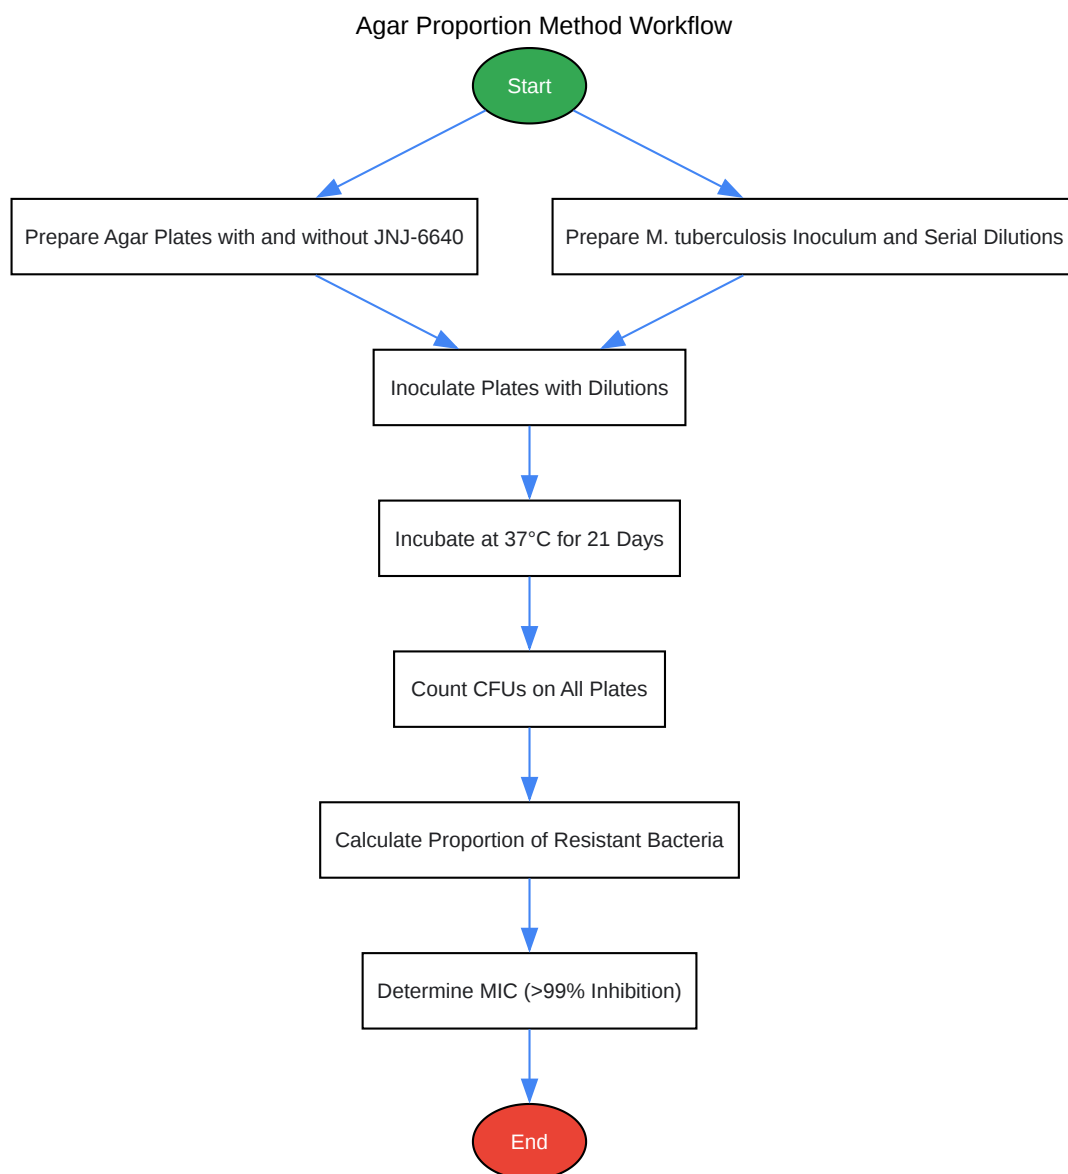 Agar Proportion Method Workflow
Start
Prepare Agar Plates with and without JNJ-6640
Prepare M. tuberculosis Inoculum and Serial Dilutions
Inoculate Plates with Dilutions
Incubate at 37°C for 21 Days
Count CFUs on All Plates
Calculate Proportion of Resistant Bacteria
Determine MIC (>99% Inhibition)
End